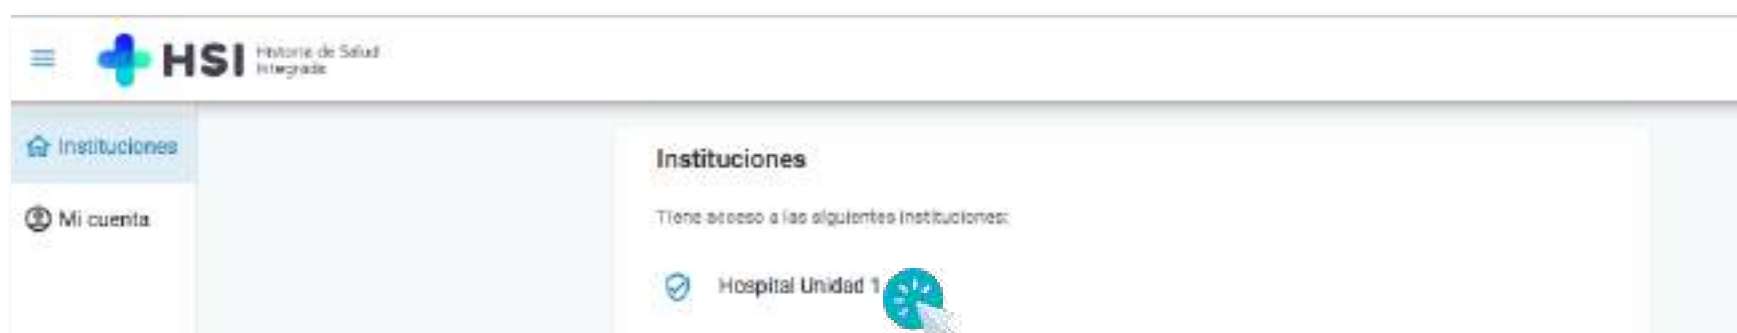 HSI Historia de Salud
Integrada
Instituciones
Mi cuenta
Instituciones
Tiene acceso a las siguientes instituciones:
Hospital Unidad 1